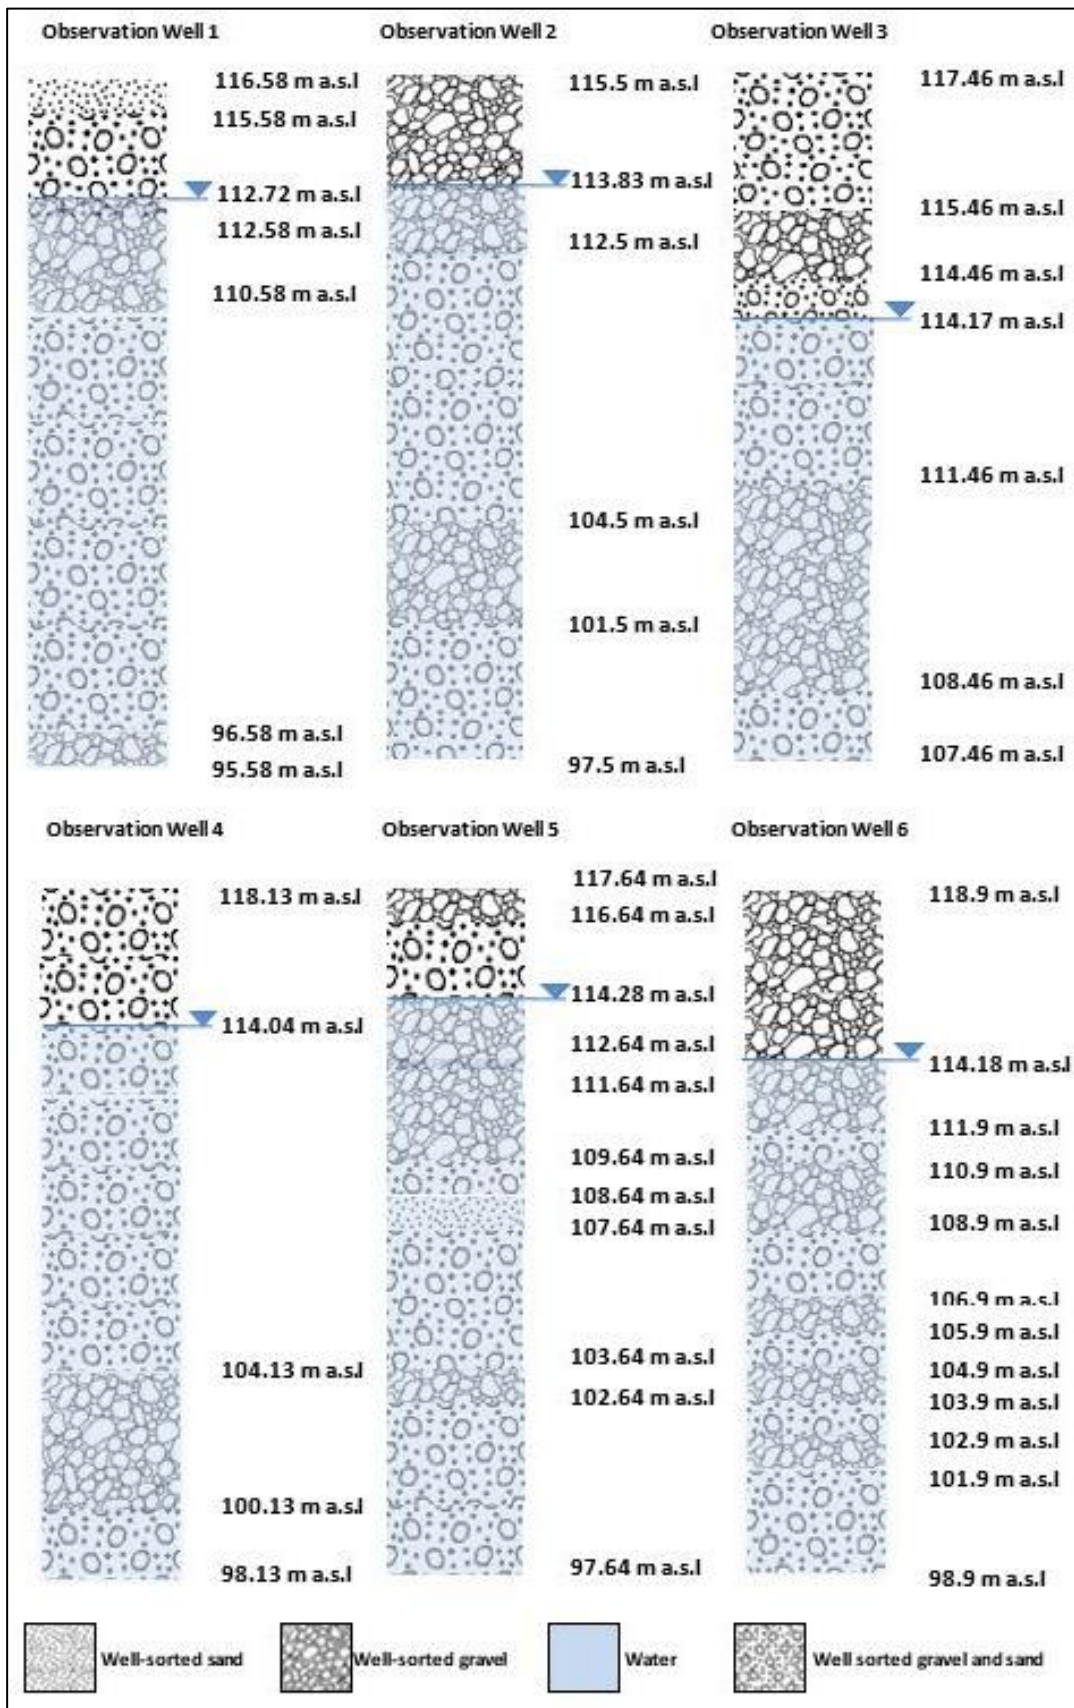 Observation Well 1
116.58 m a.s.l
115.58 m a.s.l
112.72 m a.s.l
112.58 m a.s.l
110.58 m a.s.l
96.58 m a.s.l
95.58 m a.s.l
Observation Well 2
115.5 m a.s.l
113.83 m a.s.l
112.5 m a.s.l
104.5 m a.s.l
101.5 m a.s.l
97.5 m a.s.l
Observation Well 3
117.46 m a.s.l
115.46 m a.s.l
114.46 m a.s.l
114.17 m a.s.l
111.46 m a.s.l
108.46 m a.s.l
107.46 m a.s.l
Observation Well 4
118.13 m a.s.l
114.04 m a.s.l
104.13 m a.s.l
100.13 m a.s.l
98.13 m a.s.l
Observation Well 5
117.64 m a.s.l
116.64 m a.s.l
114.28 m a.s.l
112.64 m a.s.l
111.64 m a.s.l
109.64 m a.s.l
108.64 m a.s.l
107.64 m a.s.l
103.64 m a.s.l
102.64 m a.s.l
97.64 m a.s.l
Observation Well 6
118.9 m a.s.l
114.18 m a.s.l
111.9 m a.s.l
110.9 m a.s.l
108.9 m a.s.l
106.9 m a.s.l
105.9 m a.s.l
104.9 m a.s.l
103.9 m a.s.l
102.9 m a.s.l
101.9 m a.s.l
98.9 m a.s.l
Well-sorted sand
Well-sorted gravel
Water
Well sorted gravel and sand